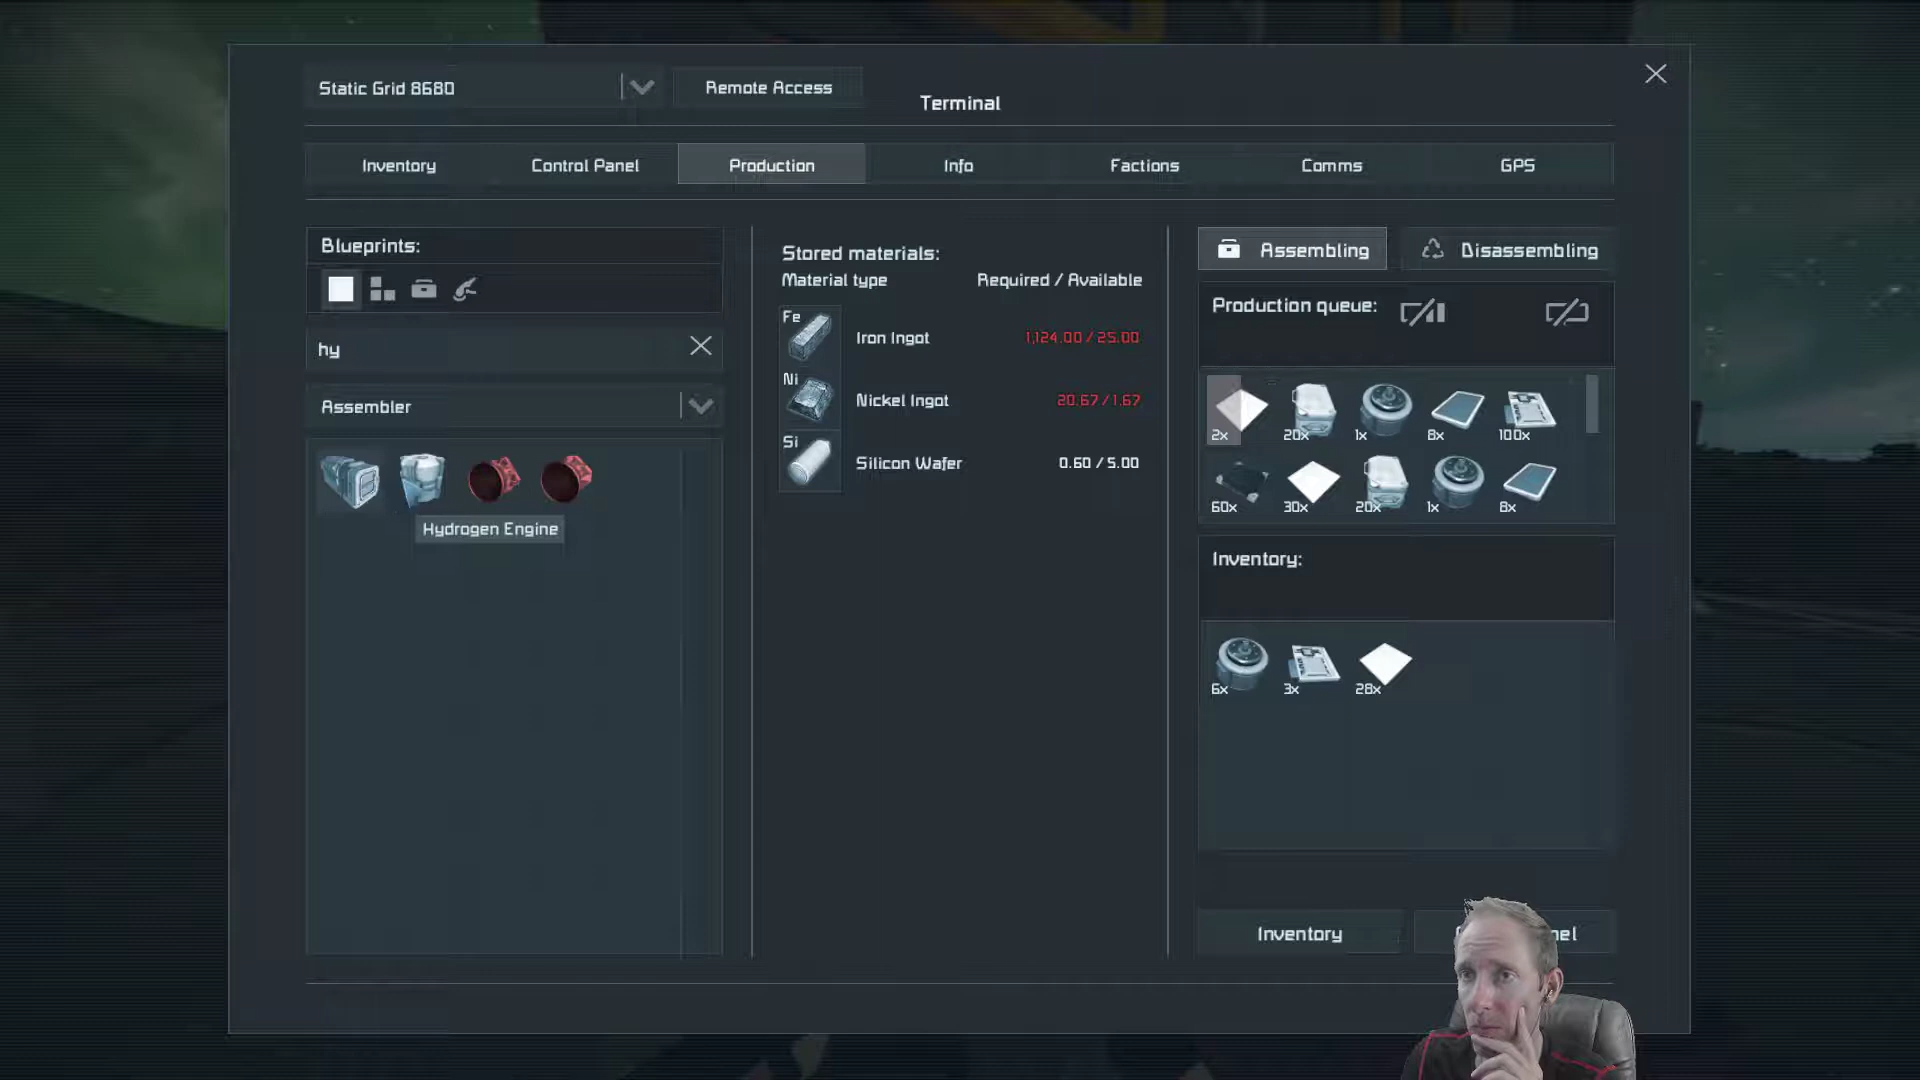 Static Grid 8680
Remote Access
Terminal
Inventory
Control Panel
Production
Info
Factions
Comms
GPS
Blueprints:
hy
Assembler
Hydrogen Engine
Stored materials:
Material type
Required / Available
Fe
Iron Ingot
1,124.00 / 25.00
Ni
Nickel Ingot
20.67 / 1.67
Si
Silicon Wafer
0.60 / 5.00
Assembling
Disassembling
Production queue:
2x
20x
1x
8x
100x
60x
30x
20x
1x
8x
Inventory:
6x
3x
28x
Inventory